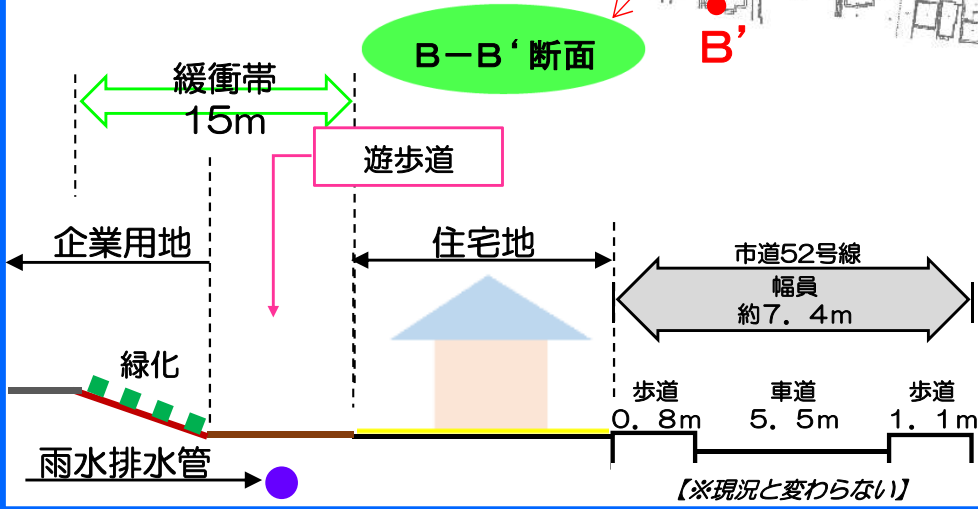 B'
B－B'断面
緩衝帯
15m
遊歩道
企業用地
住宅地
市道52号線
幅員
約7．4m
緑化
歩道
0．8m
車道
5．5m
歩道
1．1m
雨水排水管
【※現況と変わらない】